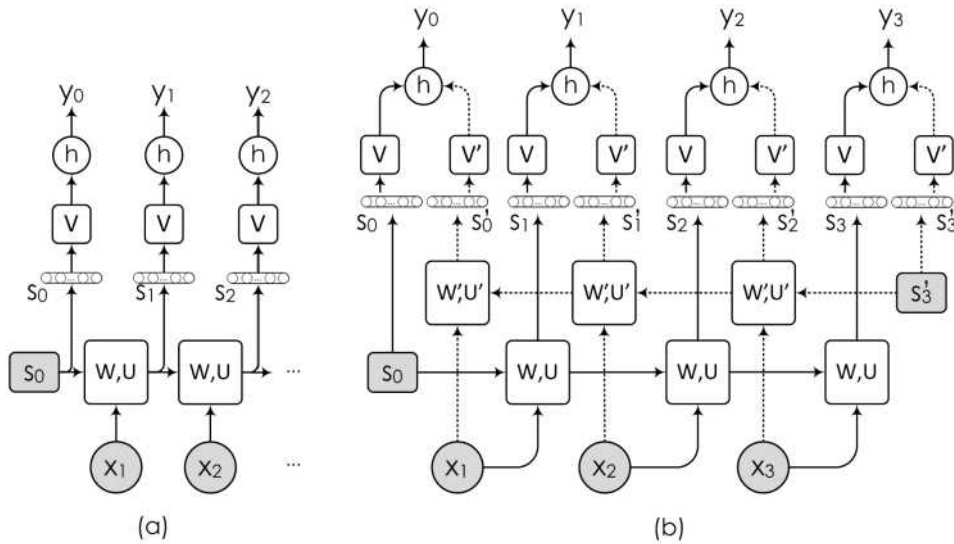 y0 y1 y2 y3
h h h h
y0 y1 y2
h h h
V V' V V' V V' V V'
V V V
s0 s'0 s1 s'1 s2 s'2 s3 s'3
s0 s1 s2
W',U' W',U' W',U' s'3
s0 W,U W,U ...
s0 W,U W,U W,U
x1 x2 ...
x1 x2 x3
(a) (b)